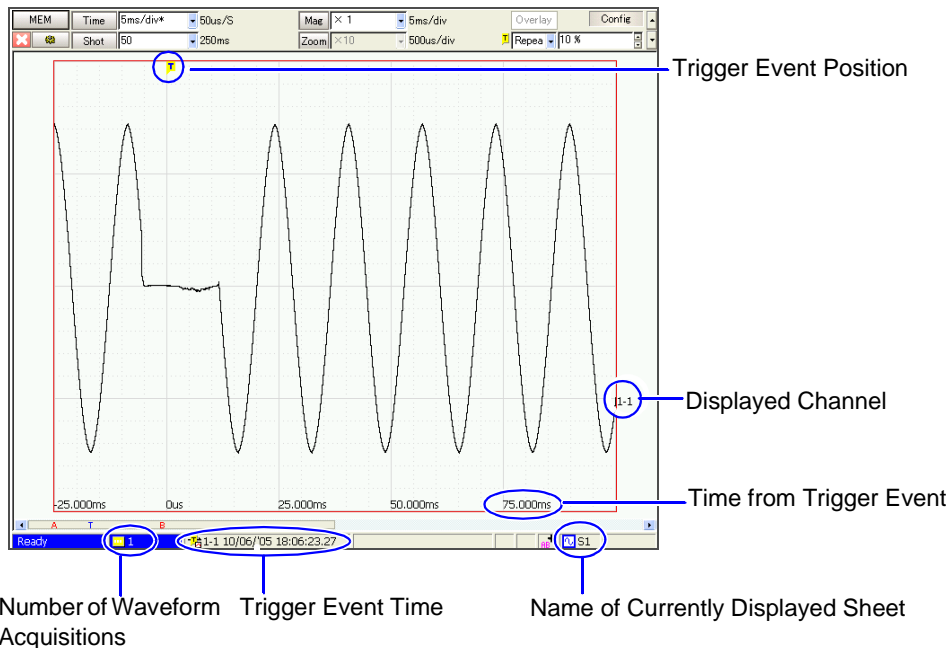 MEM Time 5ms/div* 50us/S Mag × 1 5ms/div Overlay Config
Shot 50 250ms Zoom ×10 500us/div T Repea 10 %
T
Trigger Event Position
1-1
Displayed Channel
-25.000ms 0us 25.000ms 50.000ms 75.000ms
Time from Trigger Event
A T B
Ready 1 1-1 10/06/'05 18:06:23.27 AB S1
Number of Waveform Acquisitions
Trigger Event Time
Name of Currently Displayed Sheet